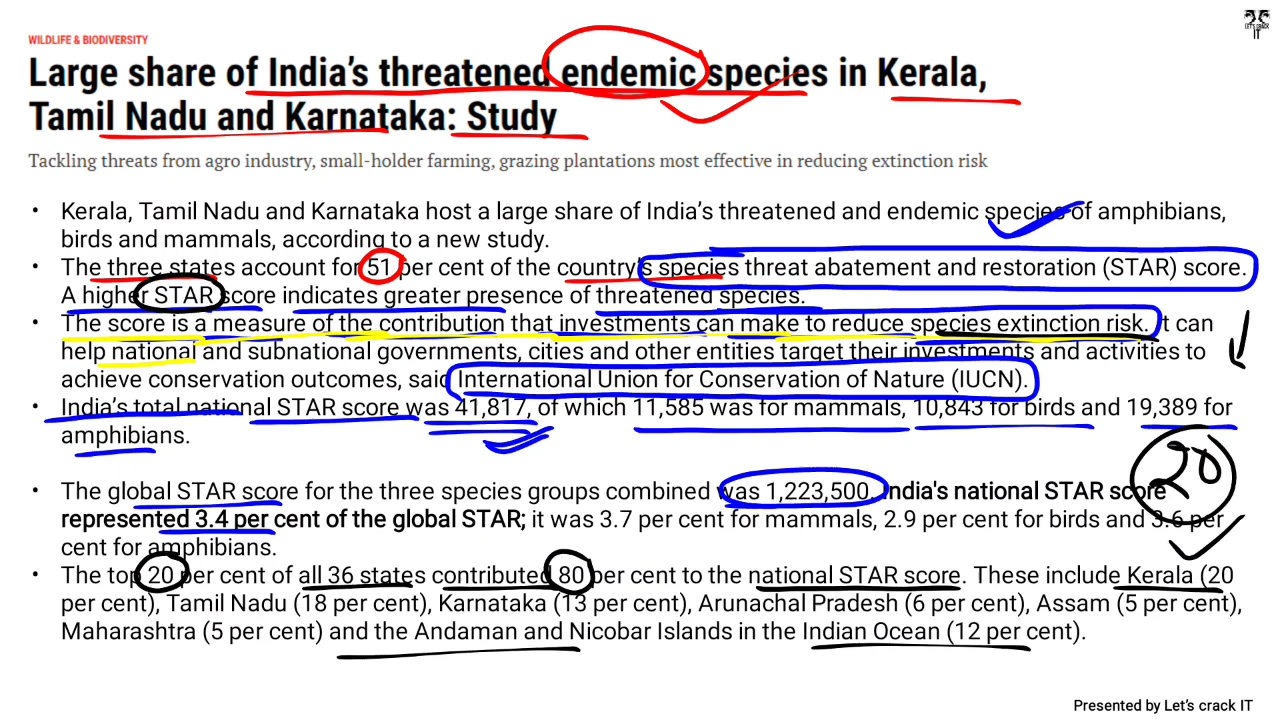 LET'S CRACK
IT
WILDLIFE & BIODIVERSITY
Large share of India's threatened endemic species in Kerala,
Tamil Nadu and Karnataka: Study
Tackling threats from agro industry, small-holder farming, grazing plantations most effective in reducing extinction risk
• Kerala, Tamil Nadu and Karnataka host a large share of India's threatened and endemic species of amphibians,
birds and mammals, according to a new study.
• The three states account for 51 per cent of the country's species threat abatement and restoration (STAR) score.
A higher STAR score indicates greater presence of threatened species.
• The score is a measure of the contribution that investments can make to reduce species extinction risk. It can
help national and subnational governments, cities and other entities target their investments and activities to
achieve conservation outcomes, said International Union for Conservation of Nature (IUCN).
• India's total national STAR score was 41,817, of which 11,585 was for mammals, 10,843 for birds and 19,389 for
amphibians.
20
• The global STAR score for the three species groups combined was 1,223,500. India's national STAR score
represented 3.4 per cent of the global STAR; it was 3.7 per cent for mammals, 2.9 per cent for birds and 3.6 per
cent for amphibians.
• The top 20 per cent of all 36 states contributed 80 per cent to the national STAR score. These include Kerala (20
per cent), Tamil Nadu (18 per cent), Karnataka (13 per cent), Arunachal Pradesh (6 per cent), Assam (5 per cent),
Maharashtra (5 per cent) and the Andaman and Nicobar Islands in the Indian Ocean (12 per cent).
Presented by Let's crack IT